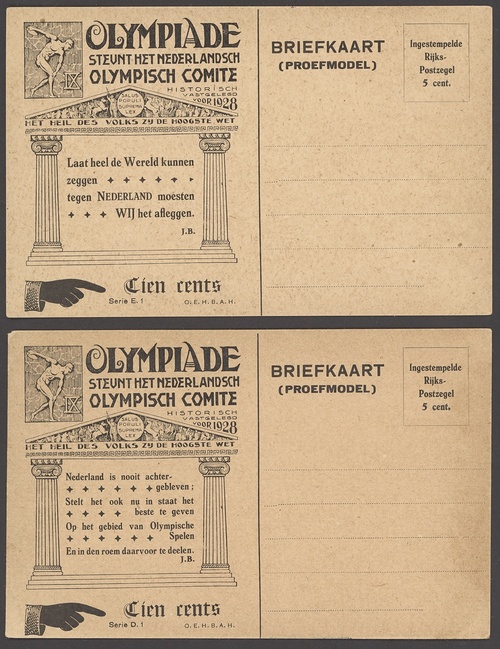 OLYMPIADE
STEUNT HET NEDERLANDSCH
OLYMPISCH COMITE
IX
HISTORISCH
VASTGELEGD
VOOR 1928
SALUS
POPULI
SUPREMA
LEX
HET HEIL DES VOLKS ZY DE HOOGSTE WET
Laat heel de Wereld kunnen
zeggen
tegen NEDERLAND moesten
WIJ het afleggen.
J.B.
Tien cents
Serie E. 1
O. E. H. B. A. H.
BRIEFKAART
(PROEFMODEL)
Ingestempelde
Rijks-
Postzegel
5 cent.
OLYMPIADE
STEUNT HET NEDERLANDSCH
OLYMPISCH COMITE
IX
HISTORISCH
VASTGELEGD
VOOR 1928
SALUS
POPULI
SUPREMA
LEX
HET HEIL DES VOLKS ZY DE HOOGSTE WET
Nederland is nooit achter-
gebleven;
Stelt het ook nu in staat het
beste te geven
Op het gebied van Olympische
Spelen
En in den roem daarvoor te deelen.
J.B.
Tien cents
Serie D. 1
O. E. H. B. A. H.
BRIEFKAART
(PROEFMODEL)
Ingestempelde
Rijks-
Postzegel
5 cent.